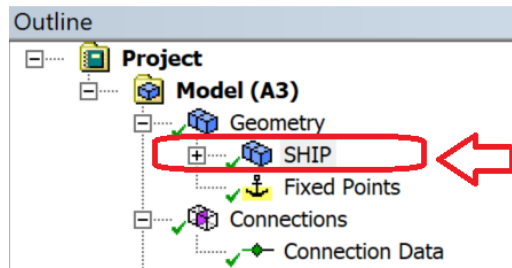 Outline
Project
Model (A3)
Geometry
SHIP
Fixed Points
Connections
Connection Data